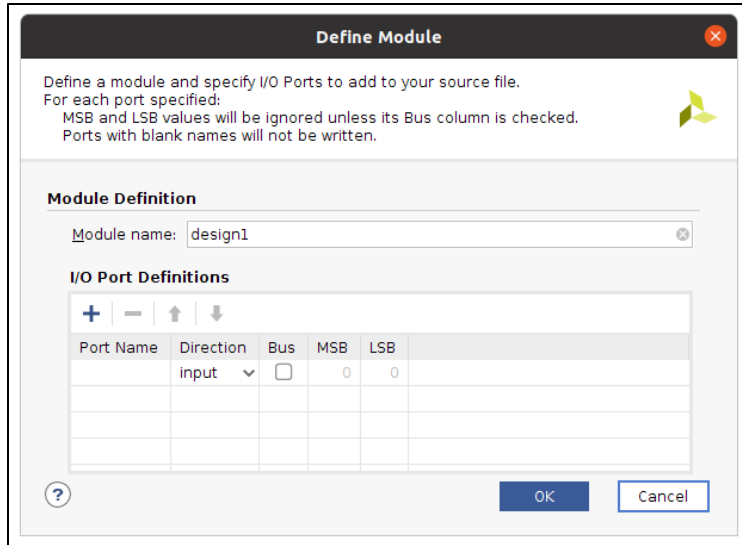 Define Module
Define a module and specify I/O Ports to add to your source file.
For each port specified:
MSB and LSB values will be ignored unless its Bus column is checked.
Ports with blank names will not be written.
Module Definition
Module name: design1
I/O Port Definitions
Port Name Direction Bus MSB LSB
input 0 0
? OK Cancel